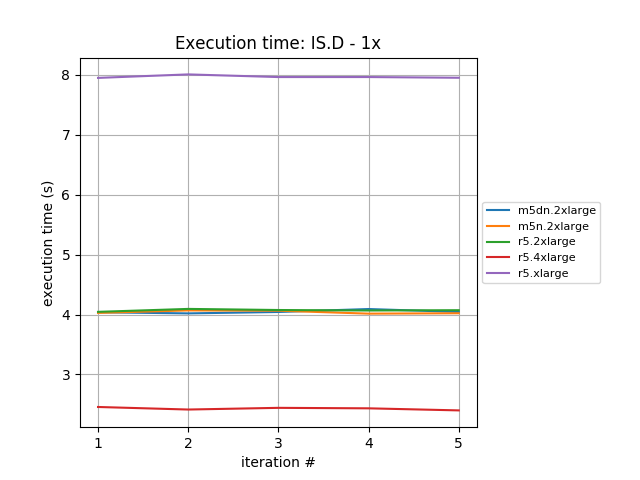 Execution time: IS.D - 1x
execution time (s)
8
7
6
5
4
3
1 2 3 4 5
iteration #
m5dn.2xlarge
m5n.2xlarge
r5.2xlarge
r5.4xlarge
r5.xlarge